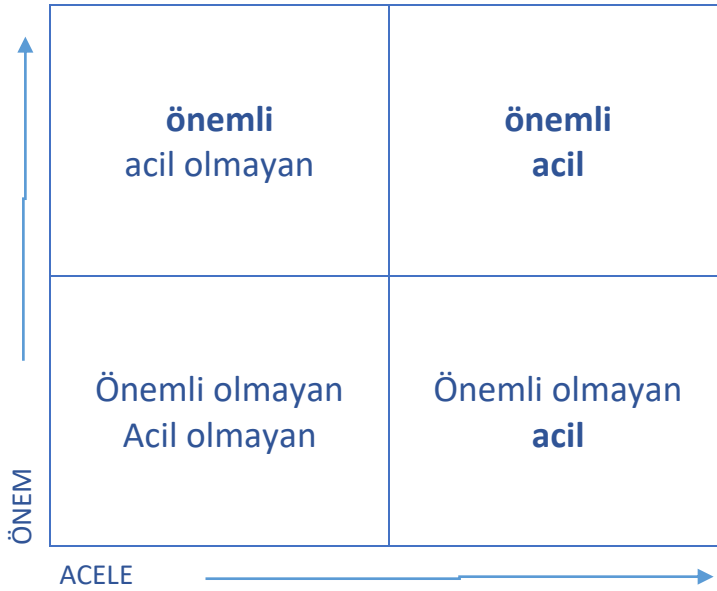 önemli
acil olmayan
önemli
acil
Önemli olmayan
Acil olmayan
Önemli olmayan
acil
ÖNEM
ACELE